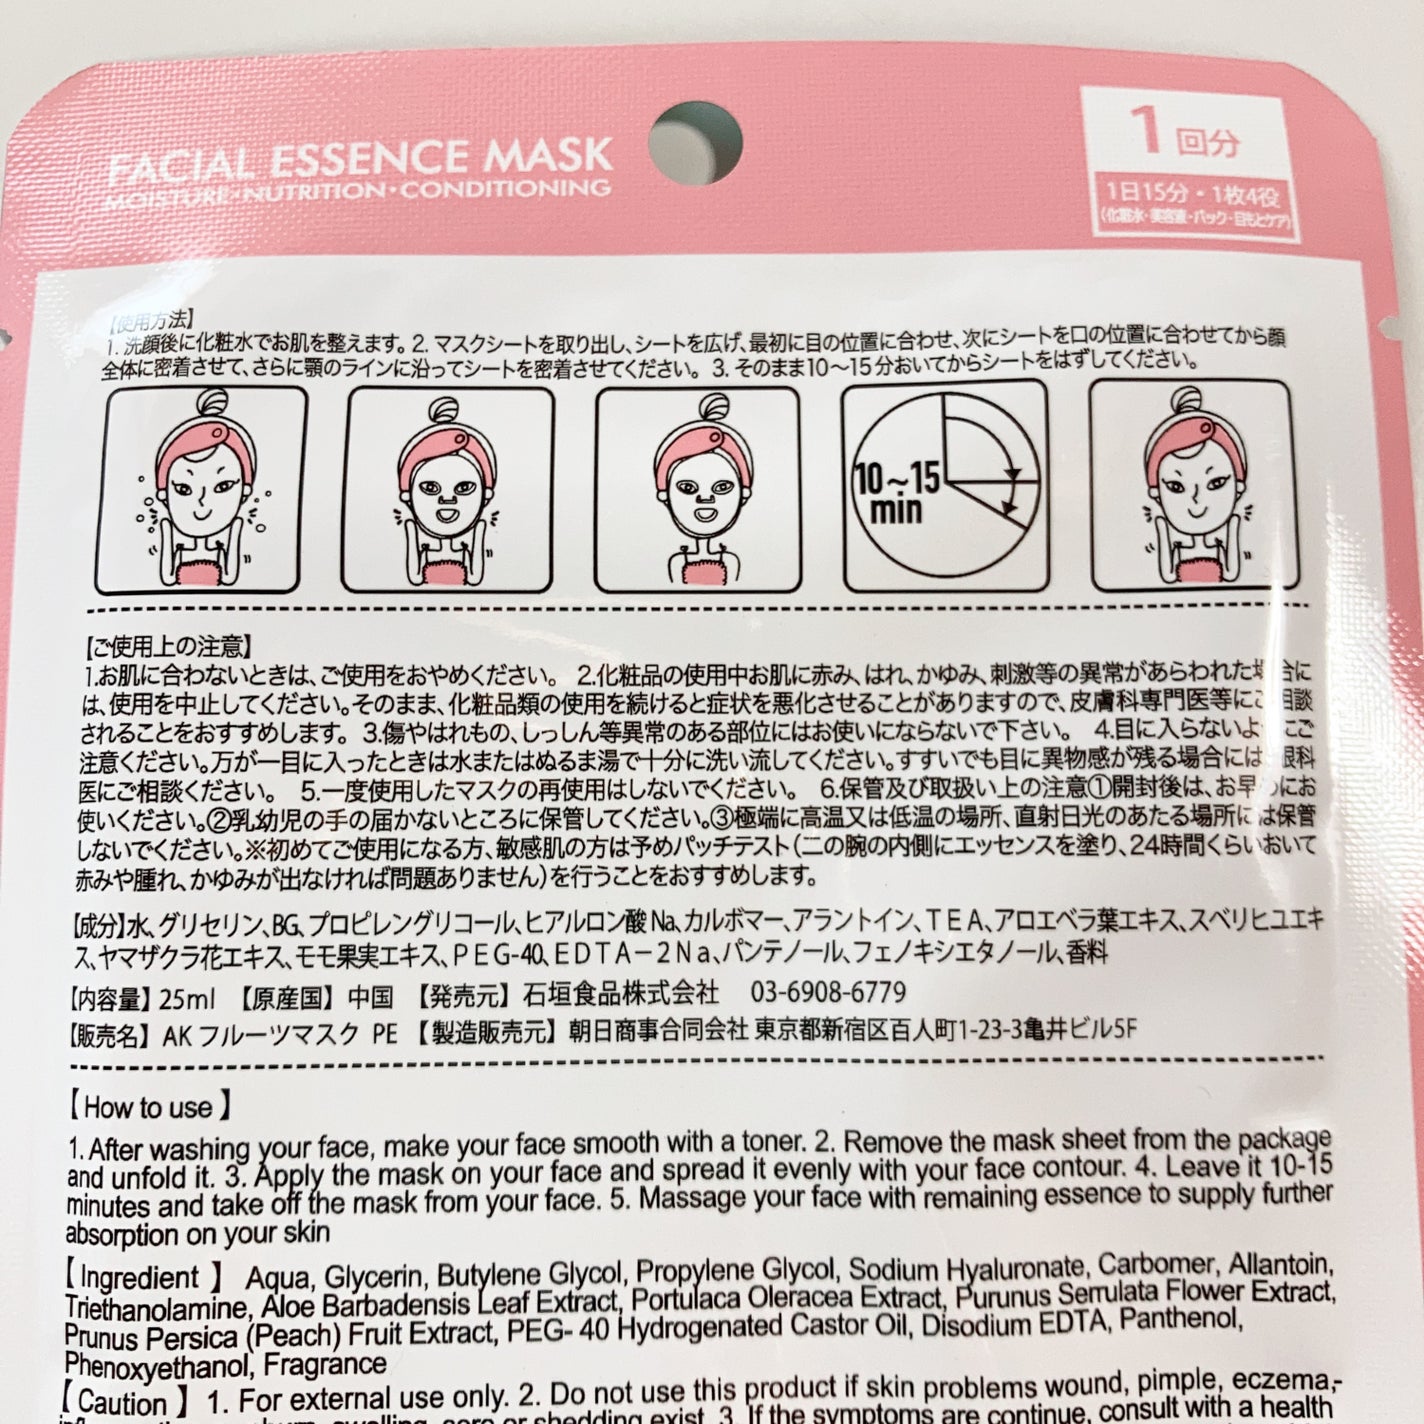 FACIAL ESSENCE MASK
MOISTURE・NUTRITION・CONDITIONING
1回分
1日15分・1枚4役
(化粧水・美容液・パック・目もとケア)
【使用方法】
1. 洗顔後に化粧水でお肌を整えます。2. マスクシートを取り出し、シートを広げ、最初に目の位置に合わせ、次にシートを口の位置に合わせてから顔
全体に密着させて、さらに顎のラインに沿ってシートを密着させてください。 3. そのまま10～15分おいてからシートをはずしてください。
10～15
min
【ご使用上の注意】
1.お肌に合わないときは、ご使用をおやめください。 2.化粧品の使用中お肌に赤み、はれ、かゆみ、刺激等の異常があらわれた場合に
は、使用を中止してください。そのまま、化粧品類の使用を続けると症状を悪化させることがありますので、皮膚科専門医等にご相談
されることをおすすめします。 3.傷やはれもの、しっしん等異常のある部位にはお使いにならないで下さい。 4.目に入らないようにご
注意ください。万が一目に入ったときは水またはぬるま湯で十分に洗い流してください。すすいでも目に異物感が残る場合には眼科
医にご相談ください。 5.一度使用したマスクの再使用はしないでください。 6.保管及び取扱い上の注意①開封後は、お早めにお
使いください。②乳幼児の手の届かないところに保管してください。③極端に高温又は低温の場所、直射日光のあたる場所には保管
しないでください。※初めてご使用になる方、敏感肌の方は予めパッチテスト（二の腕の内側にエッセンスを塗り、24時間くらいおいて
赤みや腫れ、かゆみが出なければ問題ありません）を行うことをおすすめします。
【成分】水、グリセリン、BG、プロピレングリコール、ヒアルロン酸Na、カルボマー、アラントイン、TEA、アロエベラ葉エキス、スベリヒユエキ
ス、ヤマザクラ花エキス、モモ果実エキス、PEG-40、EDTA－2Na、パンテノール、フェノキシエタノール、香料
【内容量】25ml 【原産国】中国 【発売元】石垣食品株式会社 03-6908-6779
【販売名】AK フルーツマスク PE 【製造販売元】朝日商事合同会社 東京都新宿区百人町1-23-3亀井ビル5F
【How to use】
1. After washing your face, make your face smooth with a toner. 2. Remove the mask sheet from the package
and unfold it. 3. Apply the mask on your face and spread it evenly with your face contour. 4. Leave it 10-15
minutes and take off the mask from your face. 5. Massage your face with remaining essence to supply further
absorption on your skin
【Ingredient】 Aqua, Glycerin, Butylene Glycol, Propylene Glycol, Sodium Hyaluronate, Carbomer, Allantoin,
Triethanolamine, Aloe Barbadensis Leaf Extract, Portulaca Oleracea Extract, Purunus Serrulata Flower Extract,
Prunus Persica (Peach) Fruit Extract, PEG- 40 Hydrogenated Castor Oil, Disodium EDTA, Panthenol,
Phenoxyethanol, Fragrance
【Caution】 1. For external use only. 2. Do not use this product if skin problems wound, pimple, eczema,-
swelling, sore or shedding exist. 3. If the symptoms are continue, consult with a health